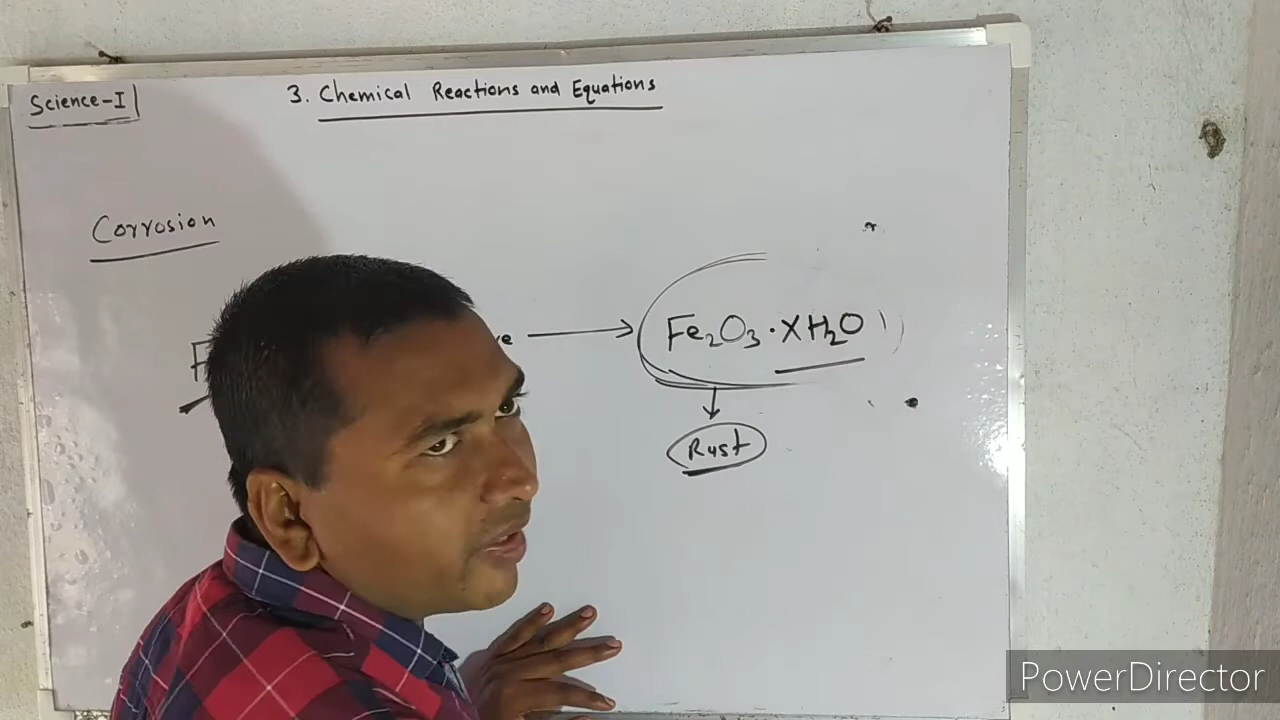 Science-I
3. Chemical Reactions and Equations
Corrosion
Fe₂O₃·XH₂O
Rust
PowerDirector